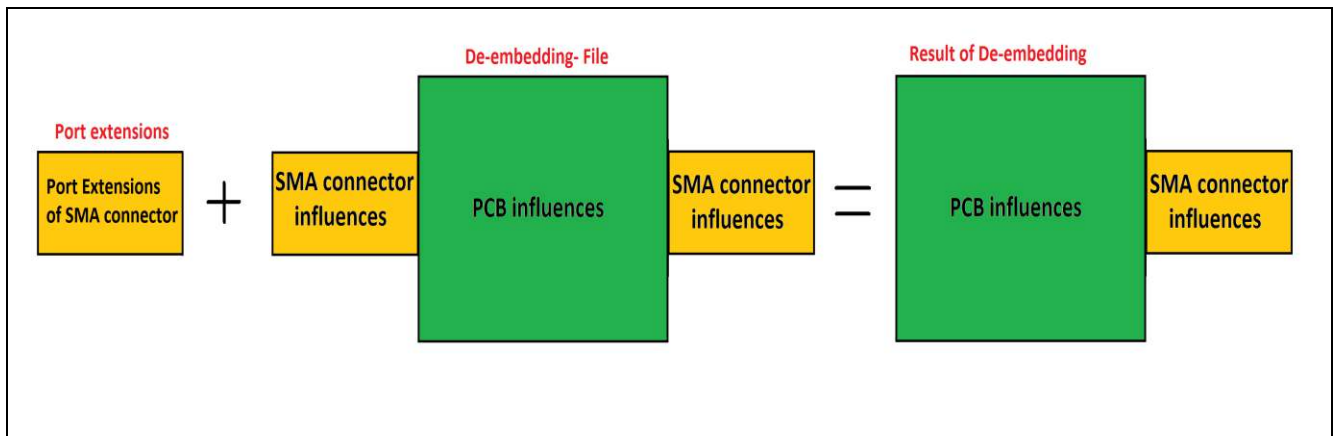 Port extensions
Port Extensions
of SMA connector
+
De-embedding- File
SMA connector
influences
PCB influences
SMA connector
influences
=
Result of De-embedding
PCB influences
SMA connector
influences